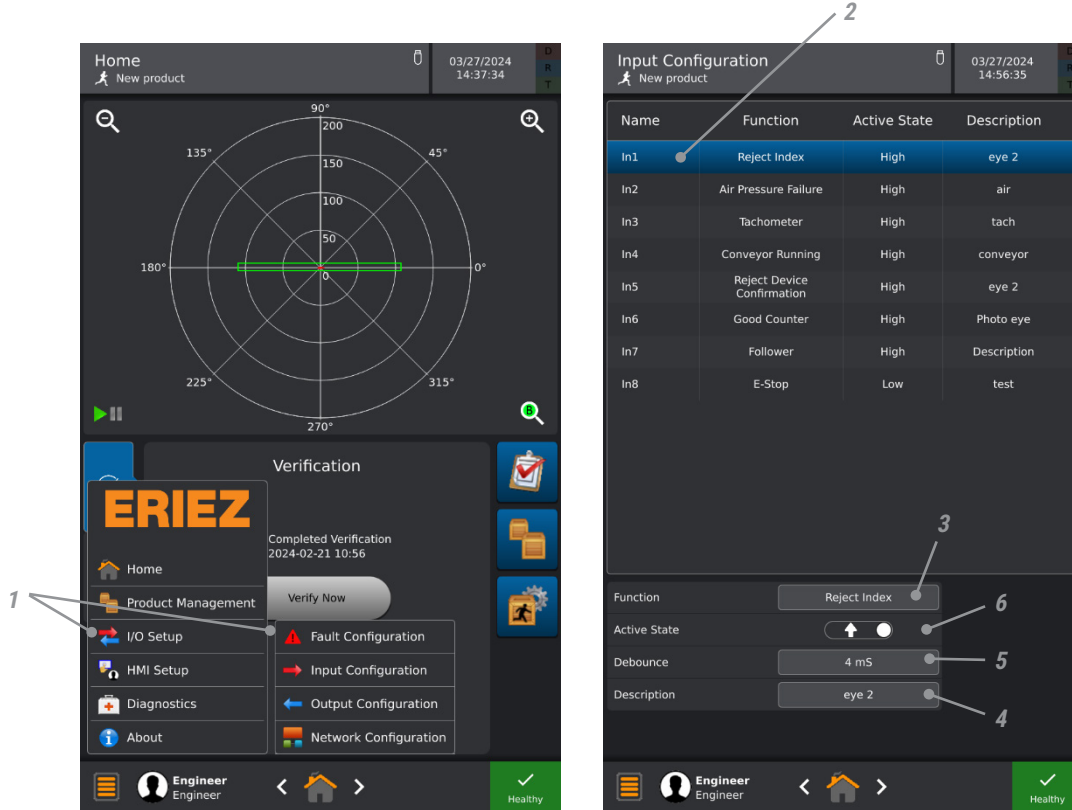 2
Home
New product
03/27/2024
14:37:34
D
R
T
90°
200
135°
45°
150
100
50
180°
0
0°
225°
315°
B
270°
Verification
ERIEZ
Completed Verification
2024-02-21 10:56
Home
Product Management
Verify Now
1
I/O Setup
Fault Configuration
HMI Setup
Input Configuration
Diagnostics
Output Configuration
About
Network Configuration
Engineer
Engineer
Healthy
Input Configuration
New product
03/27/2024
14:56:35
Name Function Active State Description
In1 Reject Index High eye 2
In2 Air Pressure Failure High air
In3 Tachometer High tach
In4 Conveyor Running High conveyor
In5 Reject Device Confirmation High eye 2
In6 Good Counter High Photo eye
In7 Follower High Description
In8 E-Stop Low test
3
Function Reject Index
6
Active State
Debounce 4 mS
5
Description eye 2
4
Engineer
Engineer
Healthy